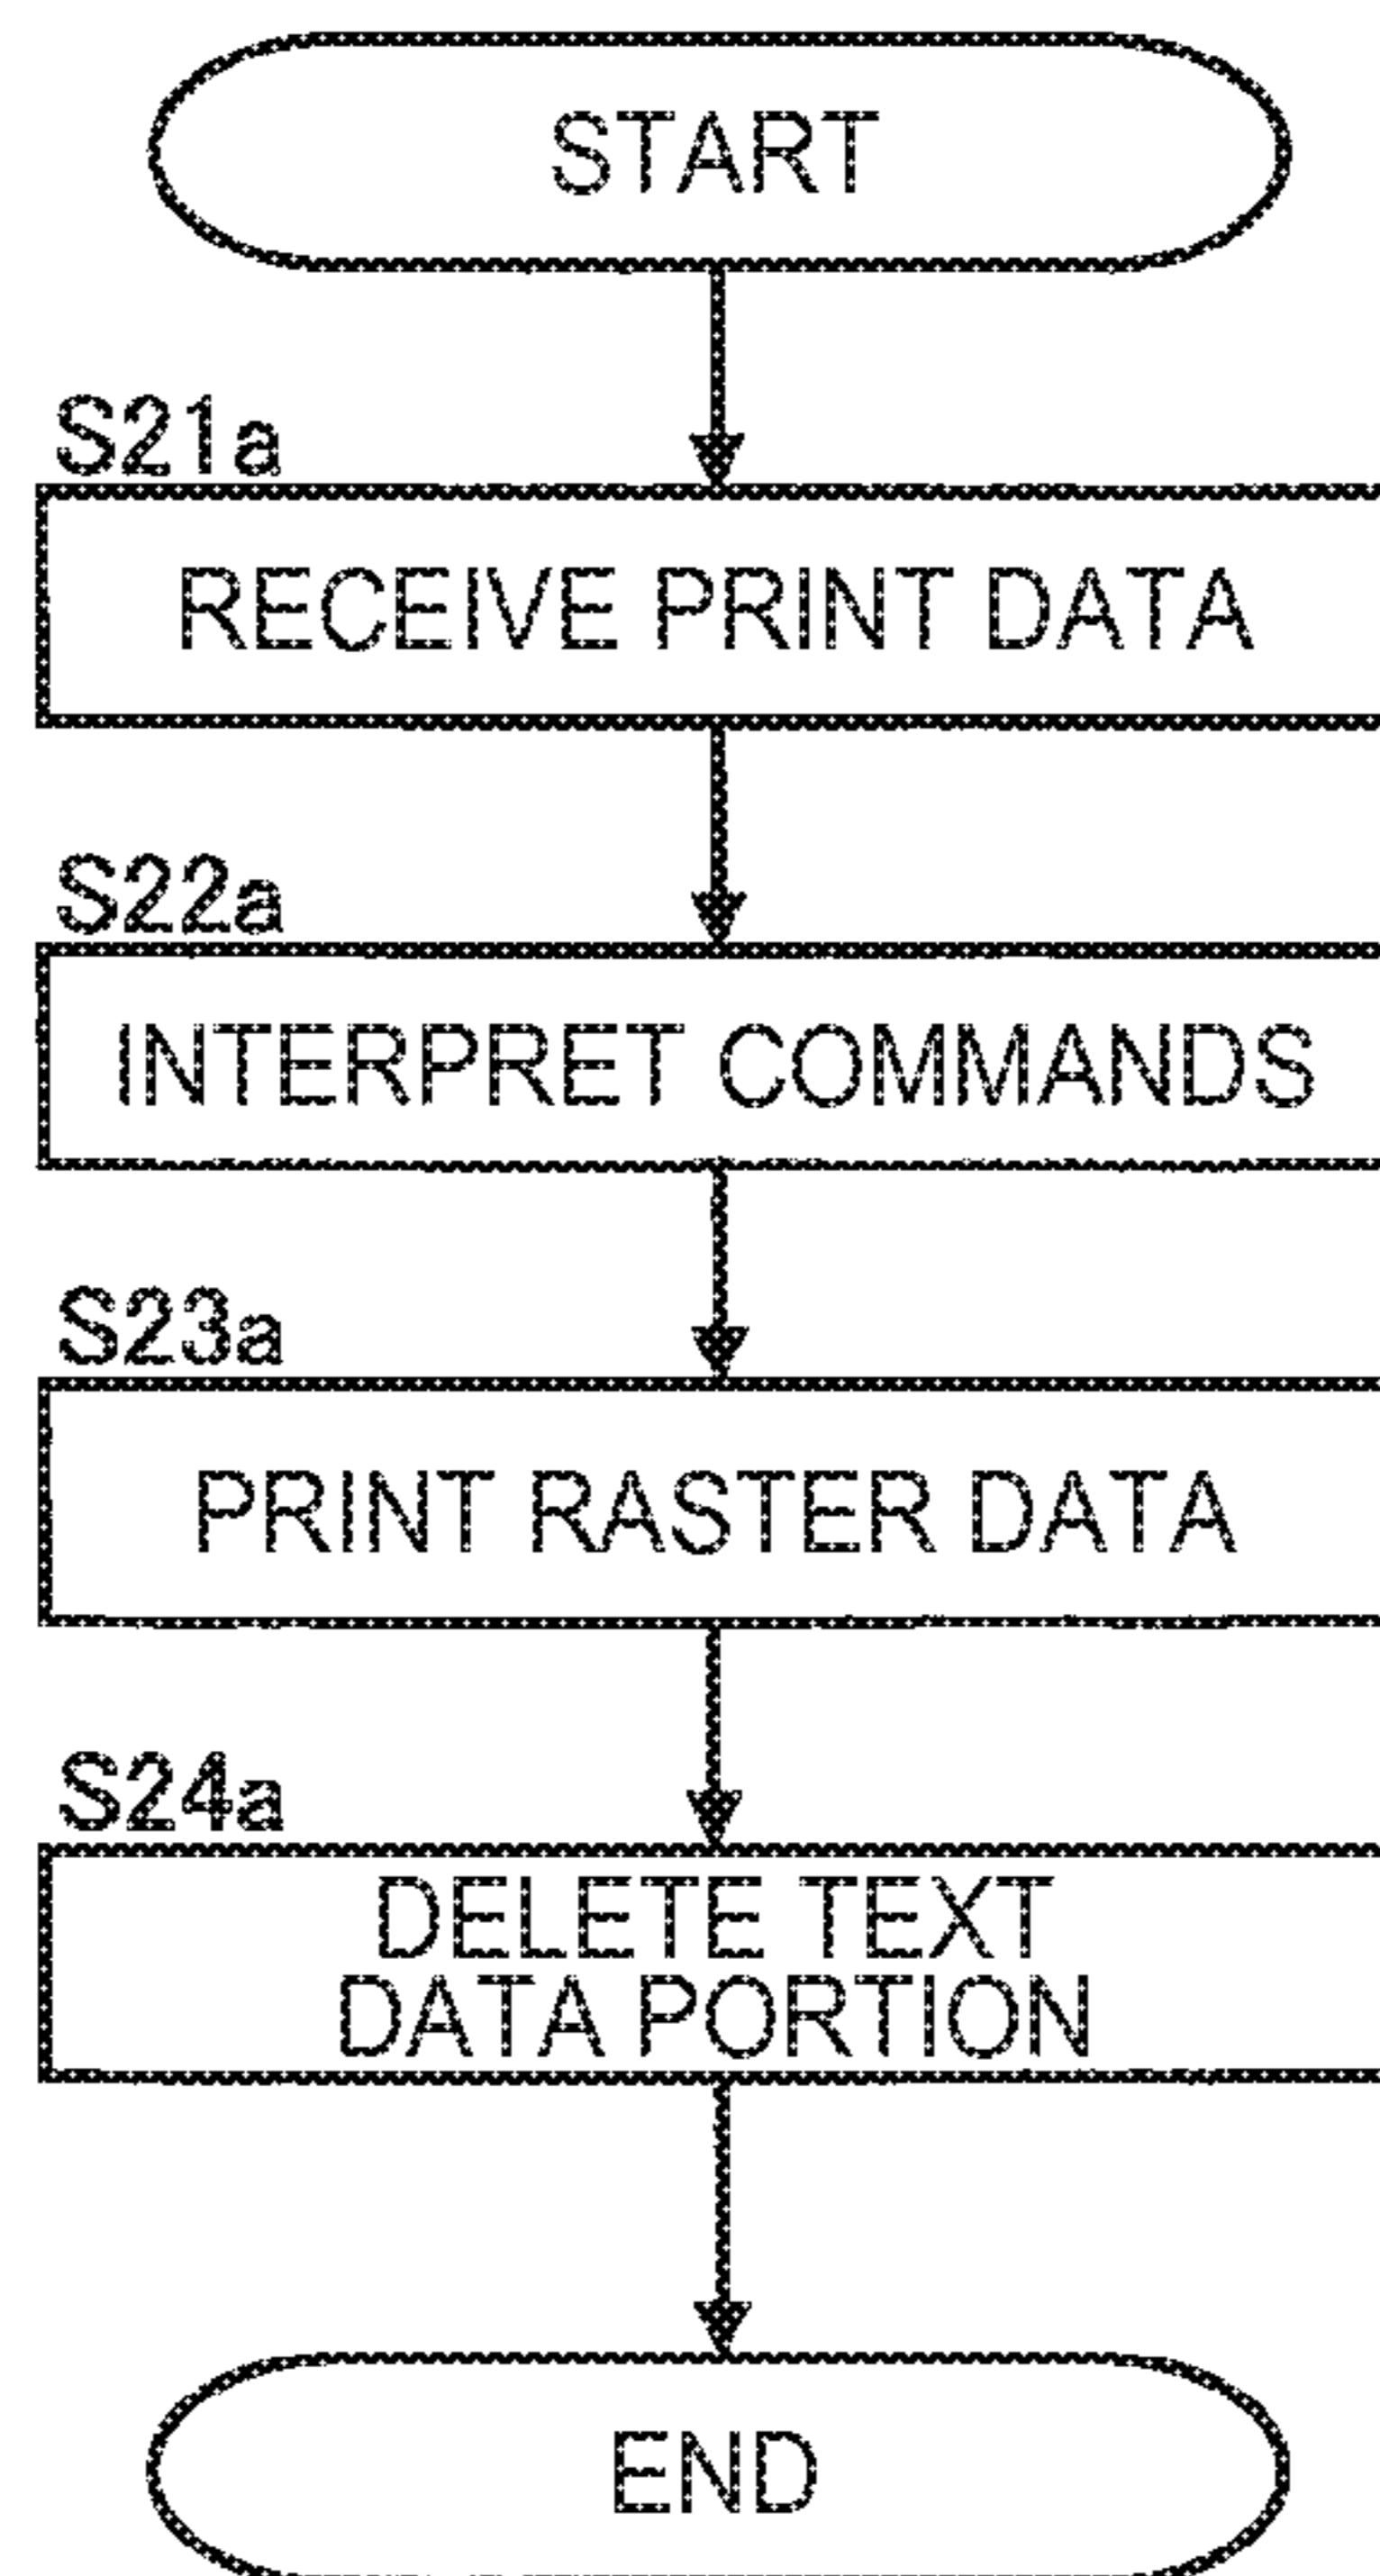 START
S21a
RECEIVE PRINT DATA
S22a
INTERPRET COMMANDS
S23a
PRINT RASTER DATA
S24a
DELETE TEXT
DATA PORTION
END